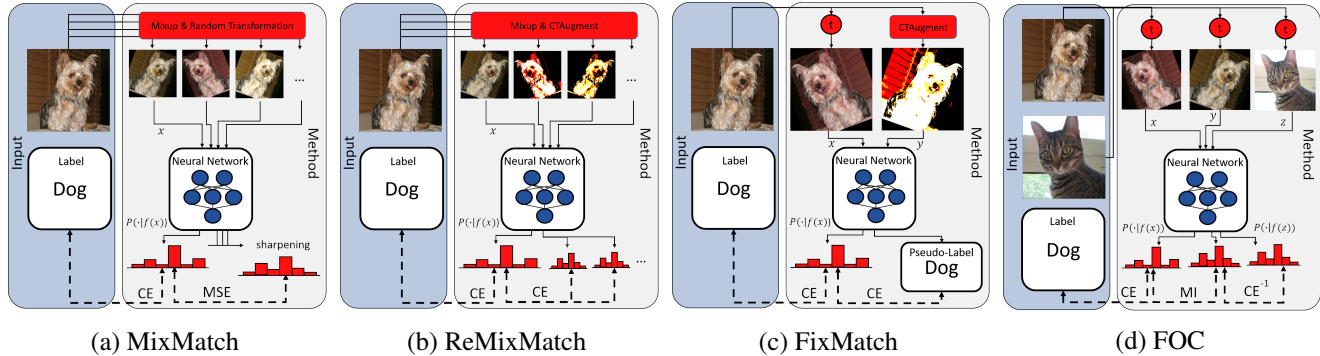 Mixup & Random Transformation
...
Input
Method
x
Label
Dog
Neural Network
P(·|f(x))
sharpening
CE
MSE
(a) MixMatch
Mixup & CTAugment
...
Input
Method
x
Label
Dog
Neural Network
P(·|f(x))
...
CE
CE
(b) ReMixMatch
t
CTAugment
Input
Method
x
y
Label
Dog
Neural Network
P(·|f(x))
Pseudo-Label
Dog
CE
CE
(c) FixMatch
t
t
t
Input
Method
x
y
z
Label
Dog
Neural Network
P(·|f(x))
P(·|f(z))
CE
MI
CE⁻¹
(d) FOC